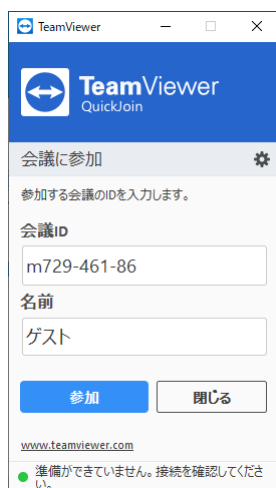 TeamViewer
TeamViewer
QuickJoin
会議に参加
参加する会議のIDを入力します。
会議ID
m729-461-86
名前
ゲスト
参加 閉じる
www.teamviewer.com
準備ができていません。接続を確認してくださ
い。